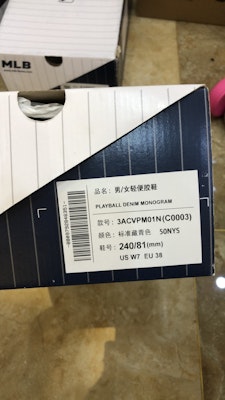 MLB
品名: 男/女轻便胶鞋
PLAYBALL DENIM MONOGRAM
款号: 3ACVPM01N(C0003)
颜色: 标准藏青色 50NYS
鞋号: 240/81(mm)
US W7 EU 38